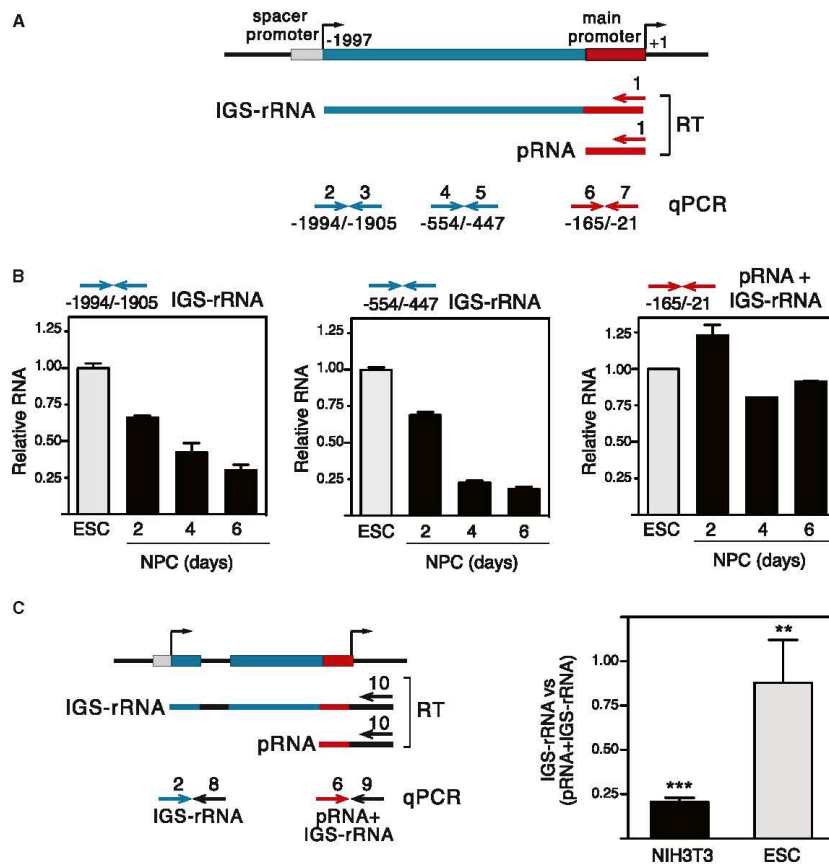 A
spacer promoter
-1997
main promoter
+1
IGS-rRNA
1
pRNA
1
RT
2 3
-1994/-1905
4 5
-554/-447
6 7
-165/-21
qPCR
B
-1994/-1905
IGS-rRNA
Relative RNA
1.25
1.00
0.75
0.50
0.25
ESC
2 4 6
NPC (days)
-554/-447
IGS-rRNA
Relative RNA
1.25
1.00
0.75
0.50
0.25
ESC
2 4 6
NPC (days)
-165/-21
pRNA +
IGS-rRNA
Relative RNA
1.25
1.00
0.75
0.50
0.25
ESC
2 4 6
NPC (days)
C
IGS-rRNA
10
pRNA
10
RT
2 8
IGS-rRNA
6 9
pRNA+
IGS-rRNA
qPCR
IGS-rRNA vs
(pRNA+IGS-rRNA)
1.00
0.75
0.50
0.25
***
**
NIH3T3
ESC